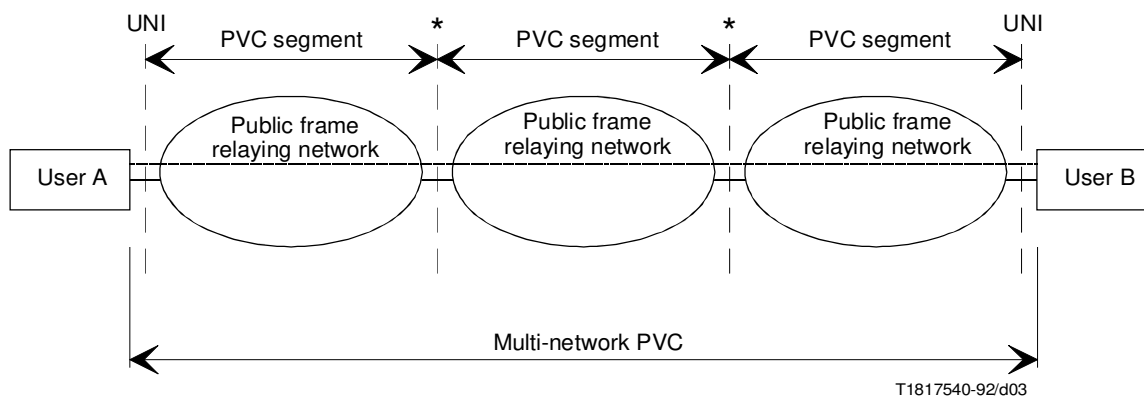 UNI * * UNI
PVC segment PVC segment PVC segment
Public frame Public frame Public frame
relaying network relaying network relaying network
User A User B
Multi-network PVC
T1817540-92/d03